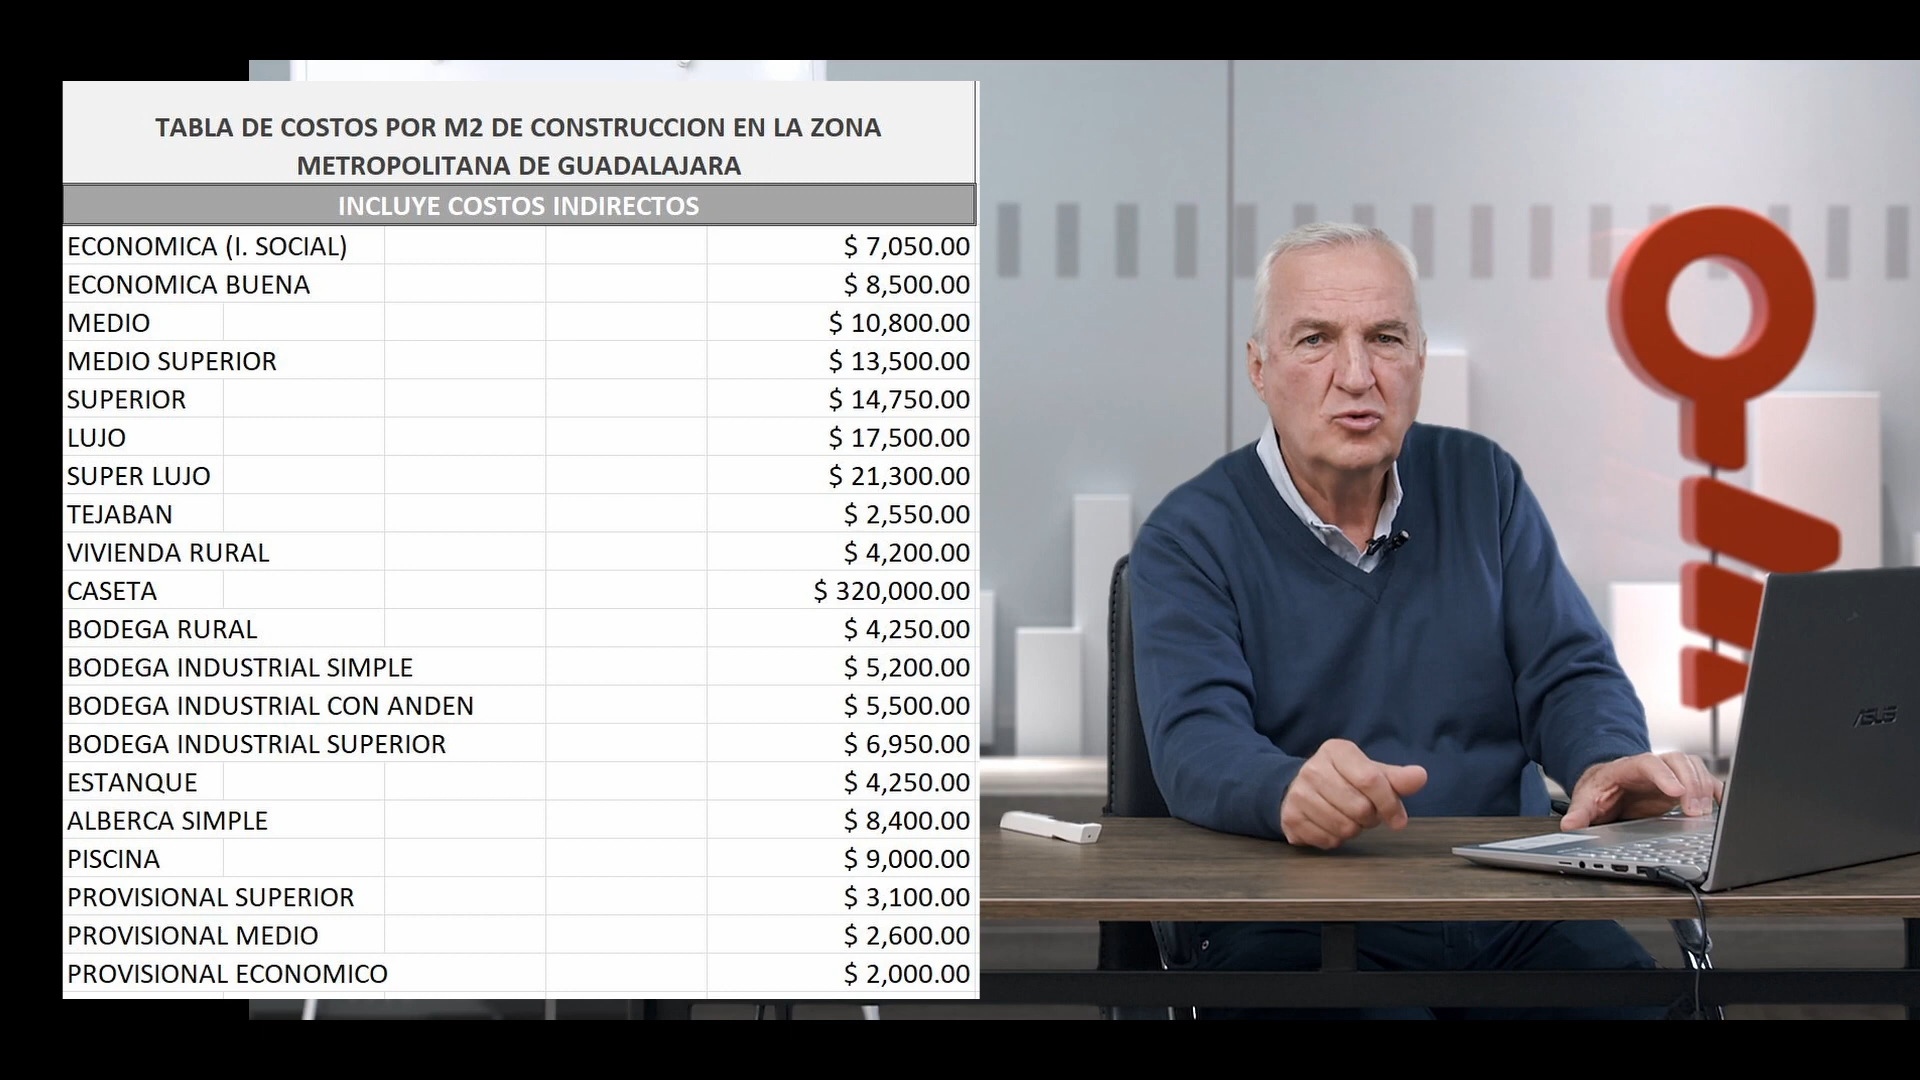 TABLA DE COSTOS POR M2 DE CONSTRUCCION EN LA ZONA
METROPOLITANA DE GUADALAJARA
INCLUYE COSTOS INDIRECTOS
ECONOMICA (I. SOCIAL) $ 7,050.00
ECONOMICA BUENA $ 8,500.00
MEDIO $ 10,800.00
MEDIO SUPERIOR $ 13,500.00
SUPERIOR $ 14,750.00
LUJO $ 17,500.00
SUPER LUJO $ 21,300.00
TEJABAN $ 2,550.00
VIVIENDA RURAL $ 4,200.00
CASETA $ 320,000.00
BODEGA RURAL $ 4,250.00
BODEGA INDUSTRIAL SIMPLE $ 5,200.00
BODEGA INDUSTRIAL CON ANDEN $ 5,500.00
BODEGA INDUSTRIAL SUPERIOR $ 6,950.00
ESTANQUE $ 4,250.00
ALBERCA SIMPLE $ 8,400.00
PISCINA $ 9,000.00
PROVISIONAL SUPERIOR $ 3,100.00
PROVISIONAL MEDIO $ 2,600.00
PROVISIONAL ECONOMICO $ 2,000.00
ASUS